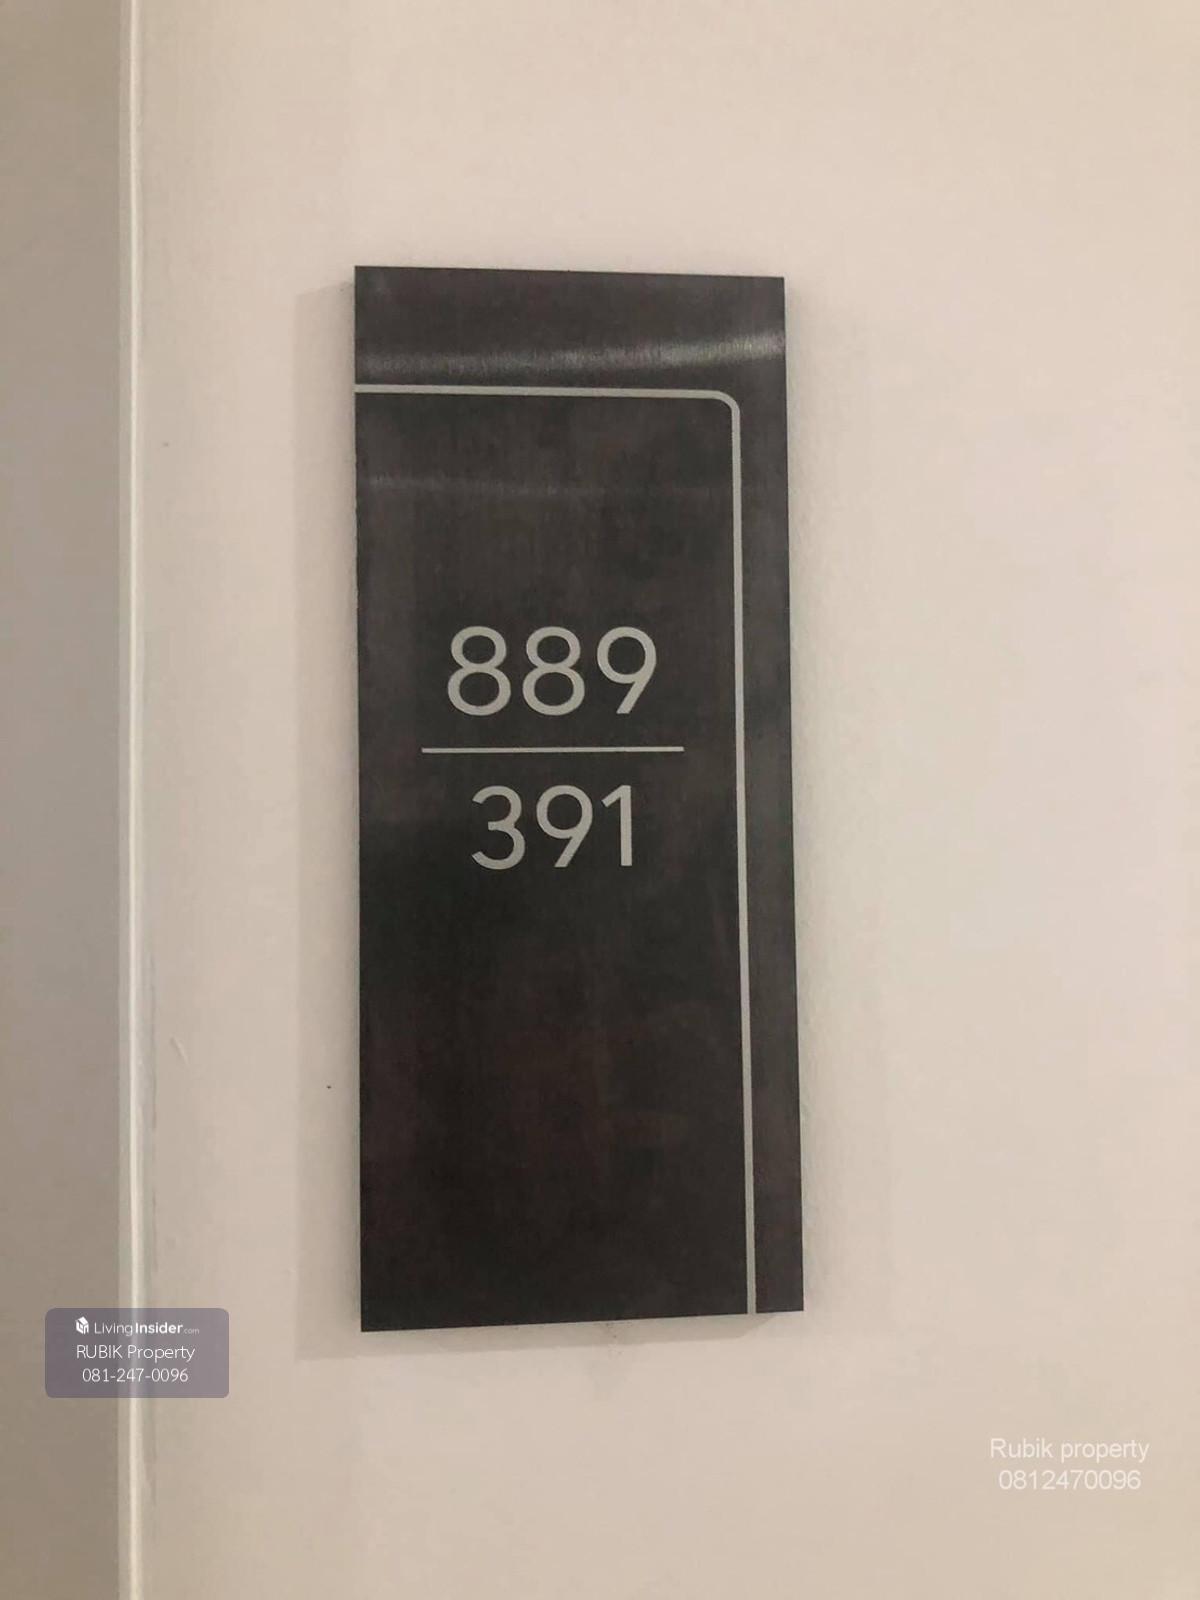 889
391
LivingInsider.com
RUBIK Property
081-247-0096
Rubik property
0812470096